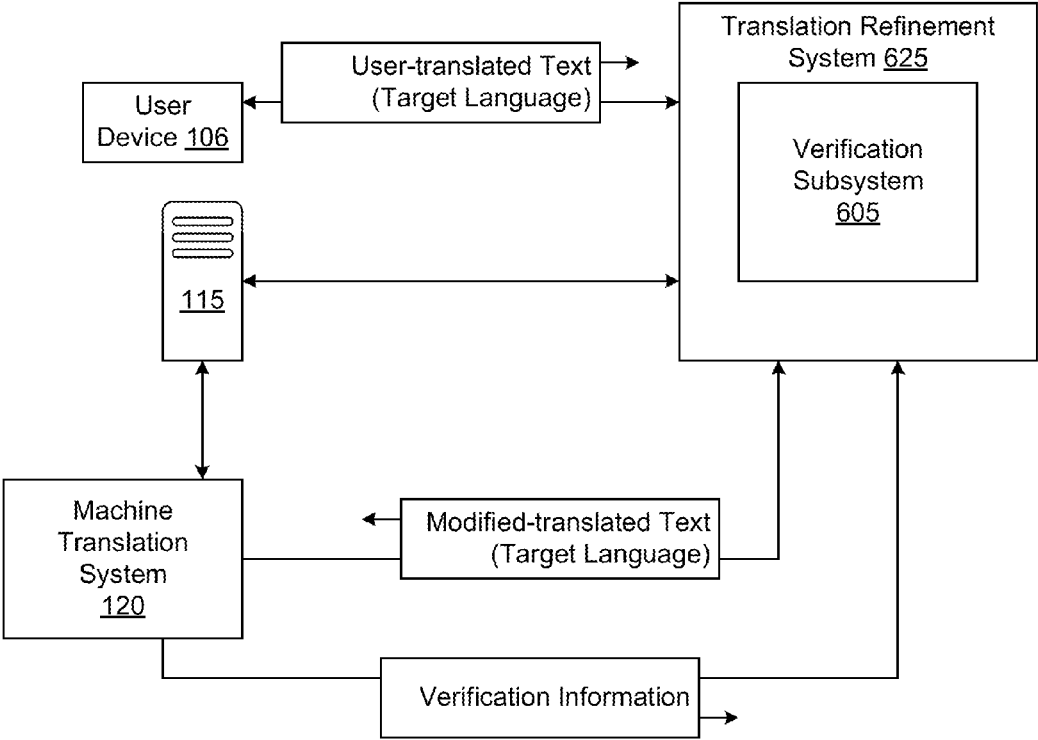 User-translated Text
(Target Language)
Translation Refinement
System 625
User
Device 106
Verification
Subsystem
605
115
Machine
Translation
System
120
Modified-translated Text
(Target Language)
Verification Information